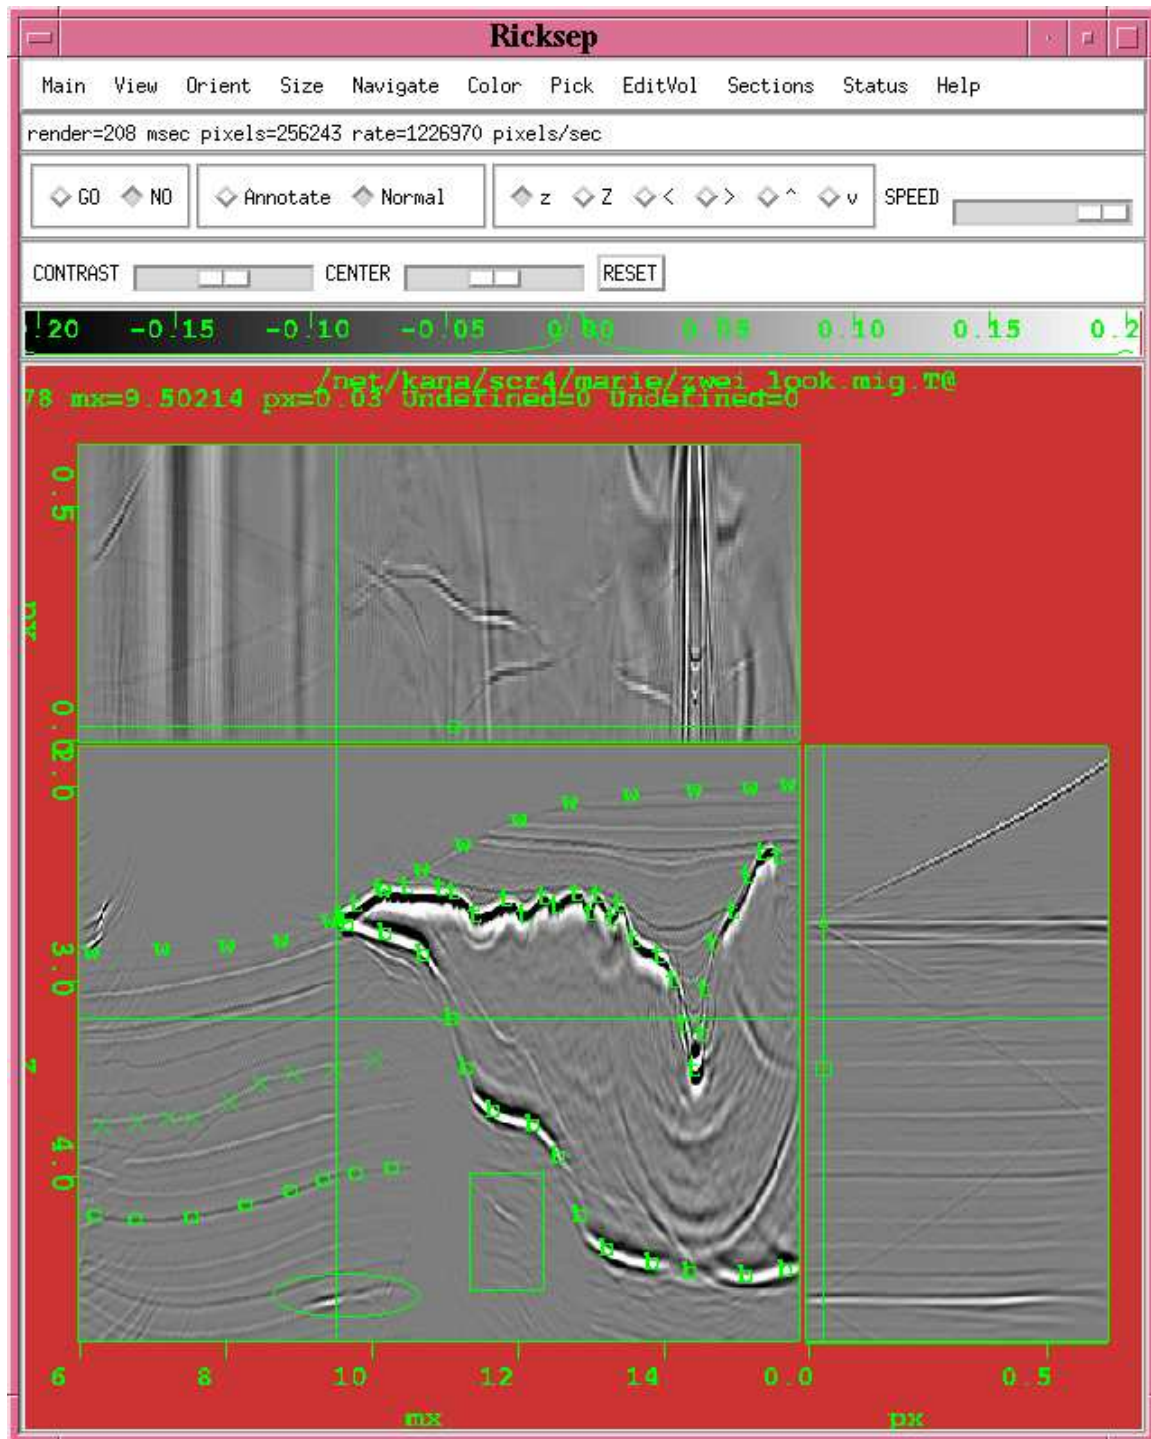 Ricksep
Main View Orient Size Navigate Color Pick EditVol Sections Status Help
render=208 msec pixels=256243 rate=1226970 pixels/sec
GO NO Annotate Normal z Z < > ^ v SPEED
CONTRAST CENTER RESET
20 -0.15 -0.10 -0.05 0.00 0.05 0.10 0.15 0.2
/net/kana/scr4/marie/zwei_look.mig.T@
78 mx=9.50214 px=0.03 Undefined=0 Undefined=0
0.5
px
0.0
2.0
w w w w w w w w
3.0
z
4.0
6 8 10 12 14 0.0 0.5
mx px